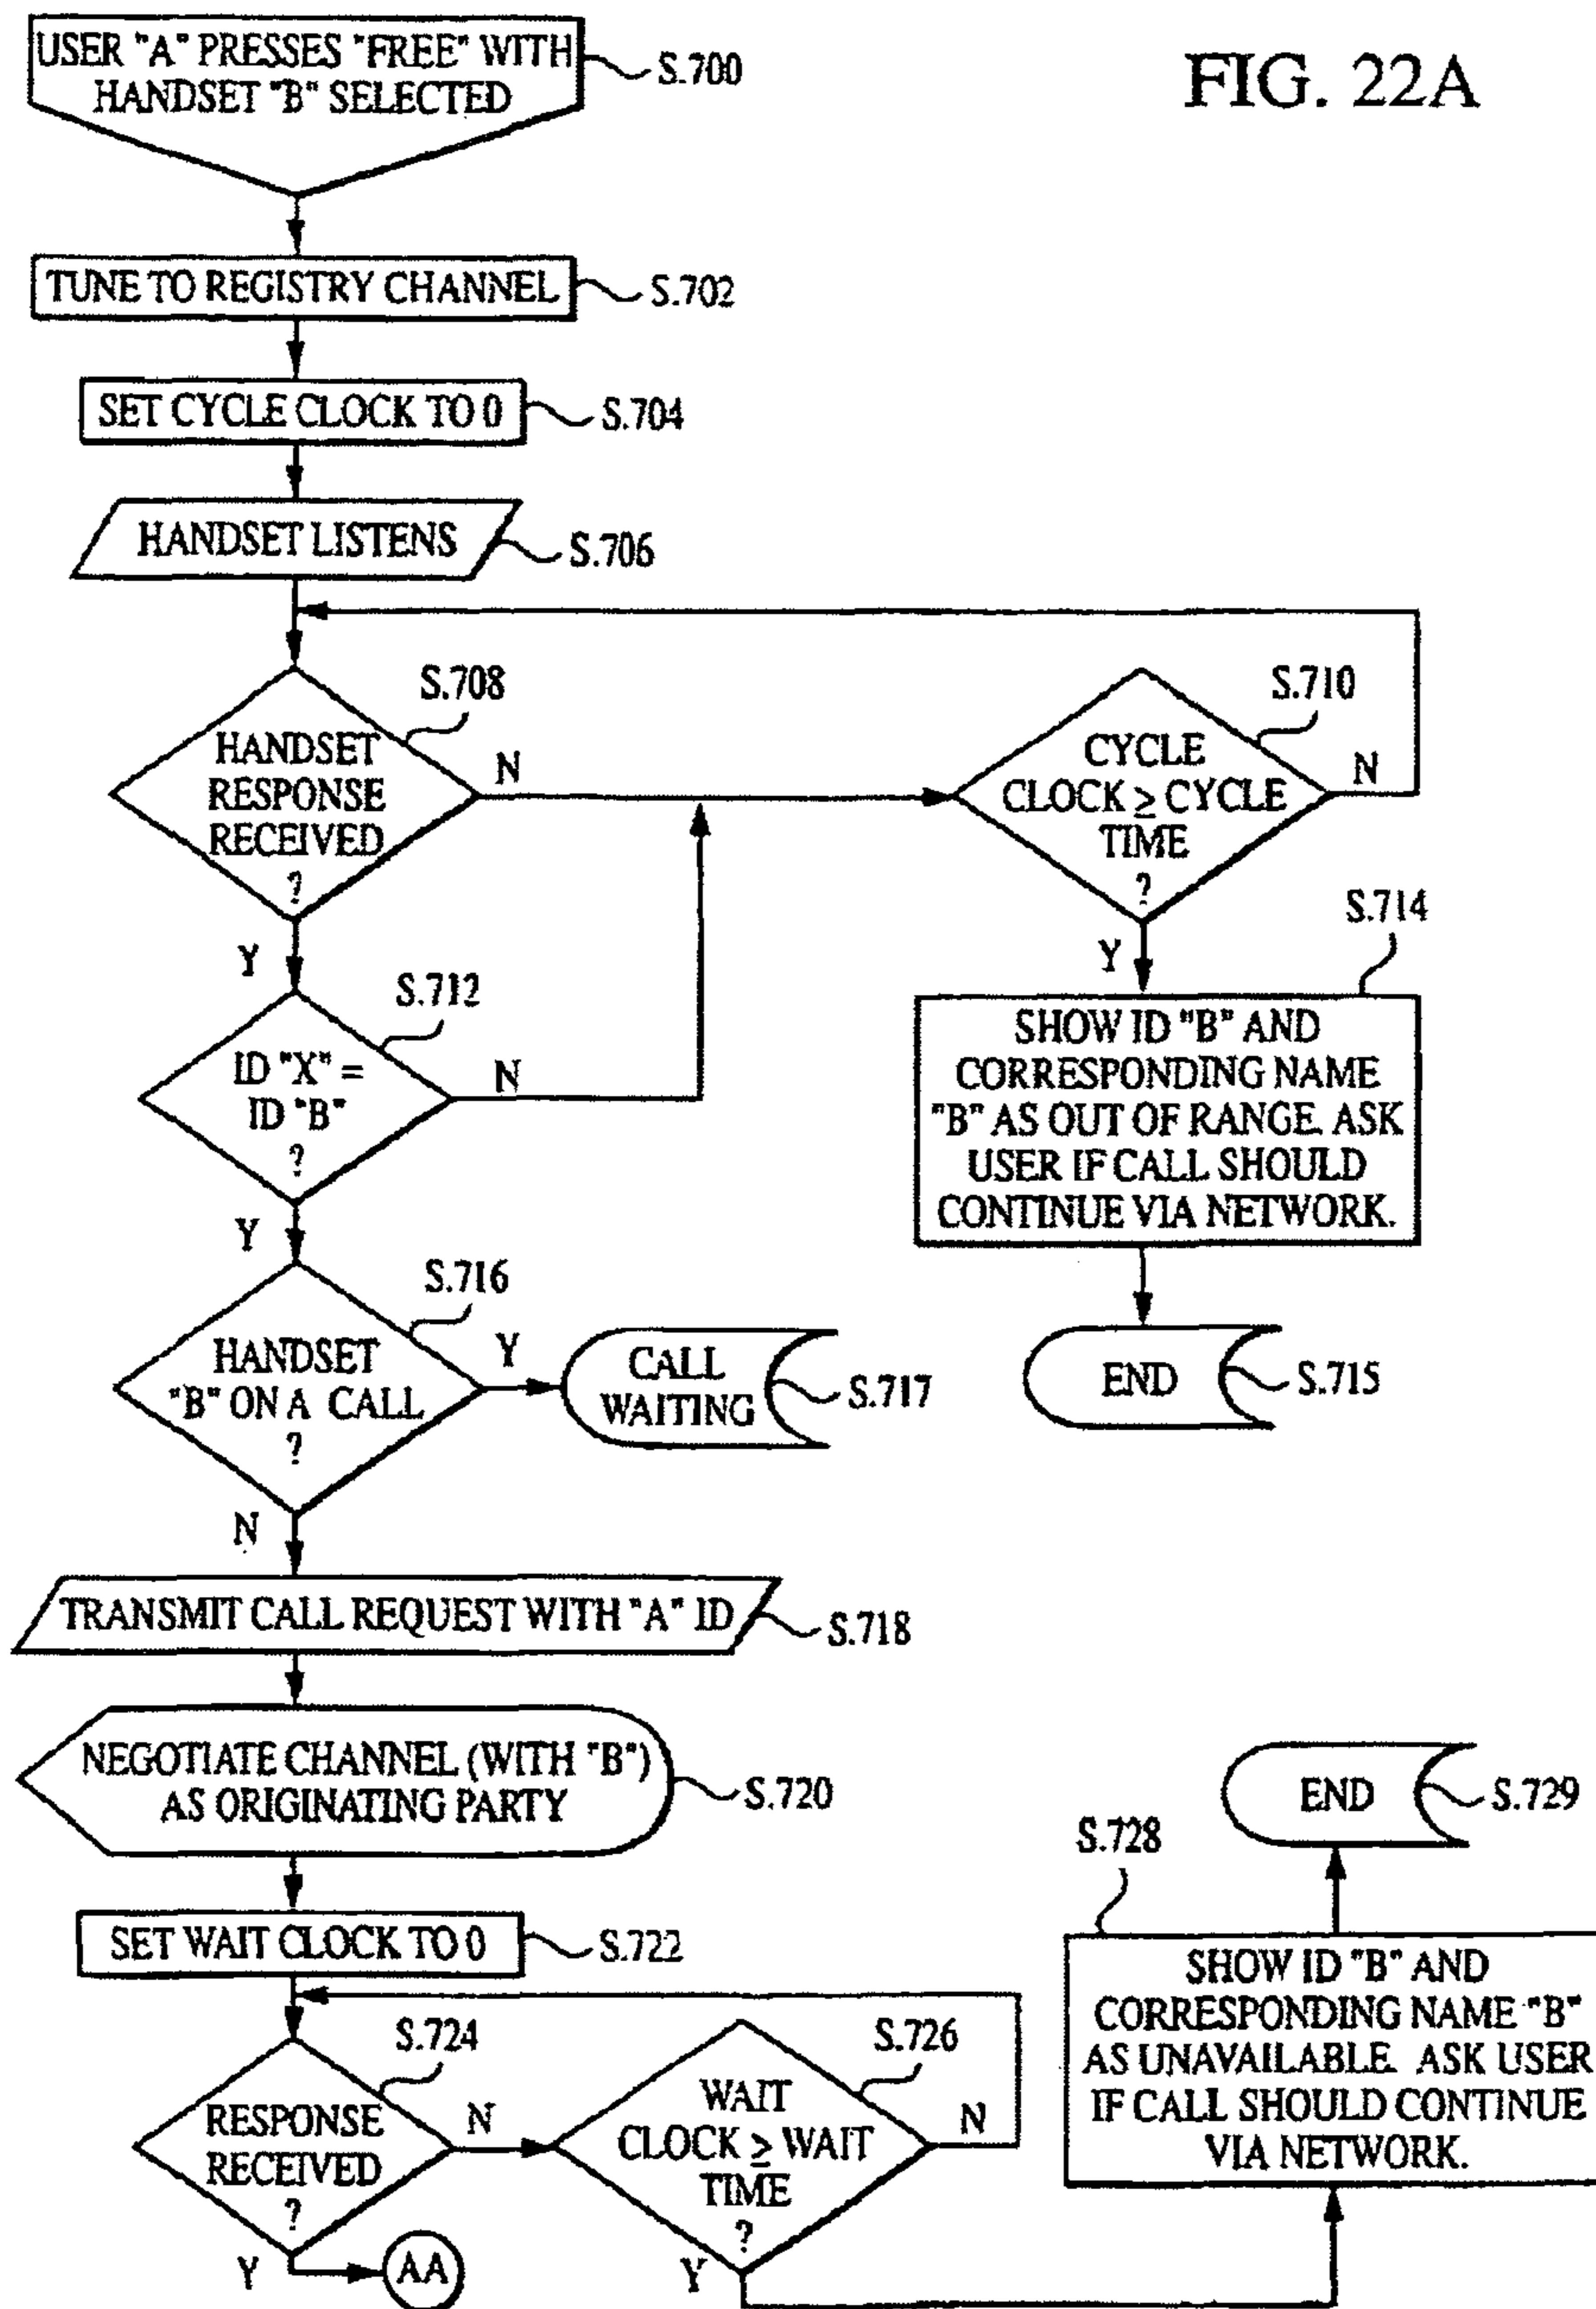 FIG. 22A
USER "A" PRESSES "FREE" WITH
HANDSET "B" SELECTED
S.700
TUNE TO REGISTRY CHANNEL
S.702
SET CYCLE CLOCK TO 0
S.704
HANDSET LISTENS
S.706
S.708
HANDSET
RESPONSE
RECEIVED
?
N
Y
S.710
CYCLE
CLOCK ≥ CYCLE
TIME
?
N
Y
S.712
ID "X" =
ID "B"
?
N
Y
S.714
SHOW ID "B" AND
CORRESPONDING NAME
"B" AS OUT OF RANGE. ASK
USER IF CALL SHOULD
CONTINUE VIA NETWORK.
END
S.715
S.716
HANDSET
"B" ON A CALL
?
Y
N
CALL
WAITING
S.717
TRANSMIT CALL REQUEST WITH "A" ID
S.718
NEGOTIATE CHANNEL (WITH "B")
AS ORIGINATING PARTY
S.720
SET WAIT CLOCK TO 0
S.722
S.724
RESPONSE
RECEIVED
?
N
Y
AA
S.726
WAIT
CLOCK ≥ WAIT
TIME
?
N
Y
S.728
SHOW ID "B" AND
CORRESPONDING NAME "B"
AS UNAVAILABLE. ASK USER
IF CALL SHOULD CONTINUE
VIA NETWORK.
END
S.729